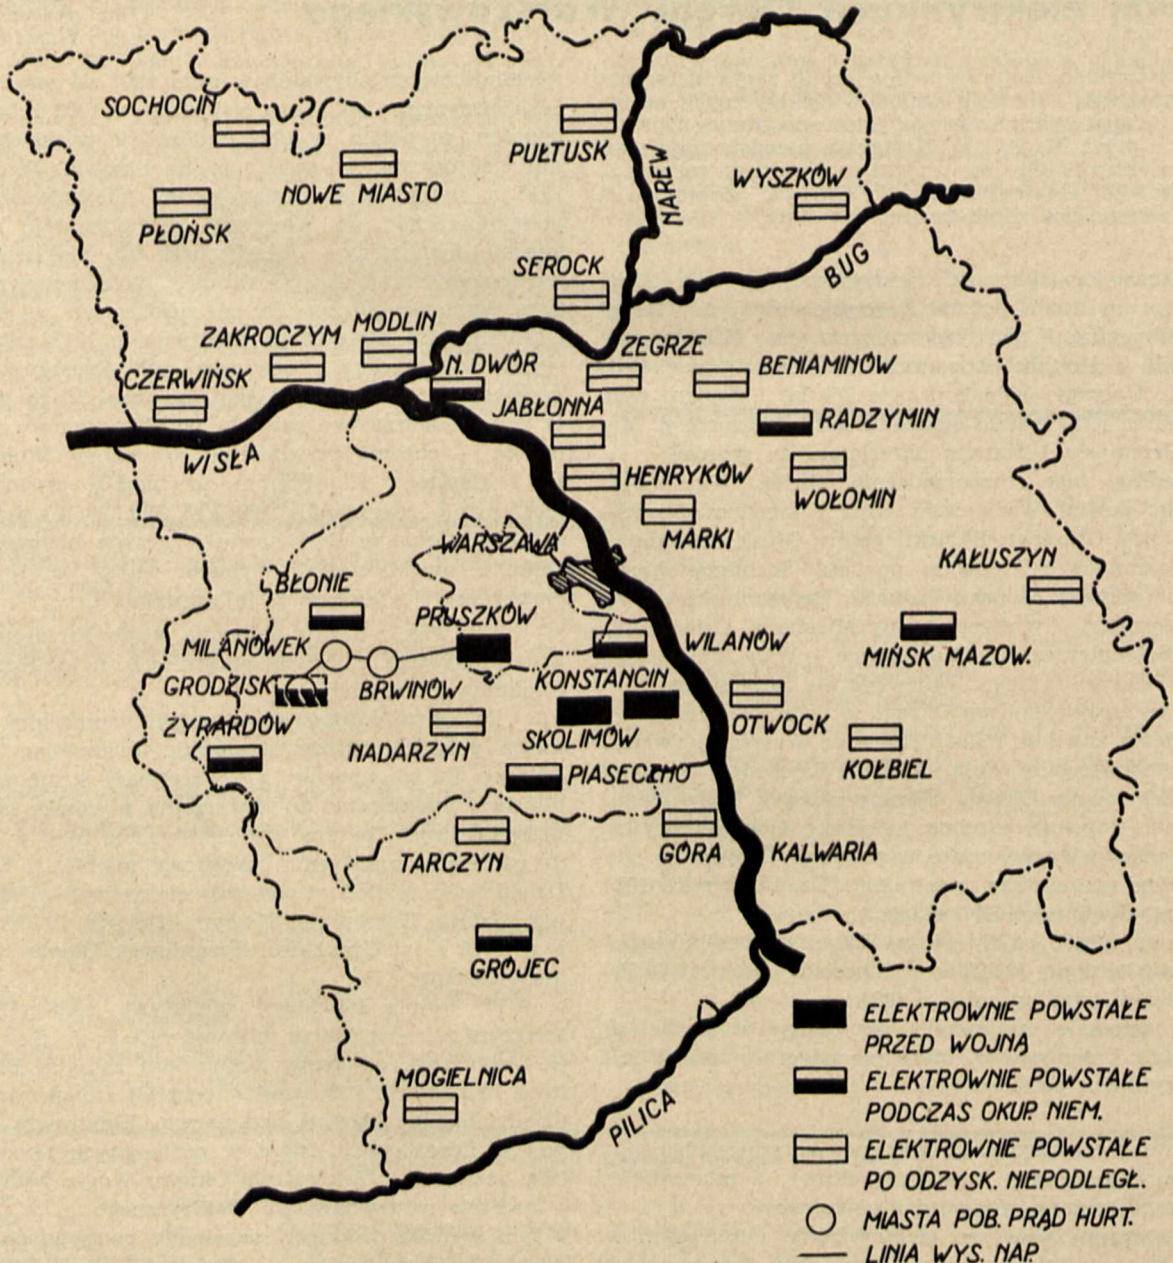 SOCHOCIN
PUŁTUSK
NOWE MIASTO
NAREW
WYSZKÓW
PŁOŃSK
SEROCK
BUG
ZAKROCZYM
MODLIN
ZEGRZE
N. DWÓR
BENIAMINÓW
CZERWIŃSK
JABŁONNA
RADZYMIN
WISŁA
HENRYKÓW
WOŁOMIN
MARKI
WARSZAWA
KAŁUSZYN
BŁONIE
PRUSZKÓW
WILANÓW
MIŃSK MAZOW.
MILANÓWEK
GRODZISK
BRWINÓW
KONSTANCIN
ŻYRARDÓW
NADARZYN
SKOLIMÓW
OTWOCK
PIASECZNO
KOŁBIEL
TARCZYN
GÓRA KALWARIA
GRÓJEC
MOGIELNICA
PILICA
ELEKTROWNIE POWSTAŁE
PRZED WOJNĄ
ELEKTROWNIE POWSTAŁE
PODCZAS OKUP. NIEM.
ELEKTROWNIE POWSTAŁE
PO ODZYSK. NIEPODLEGŁ.
MIASTA POB. PRĄD HURT.
LINIA WYS. NAP.